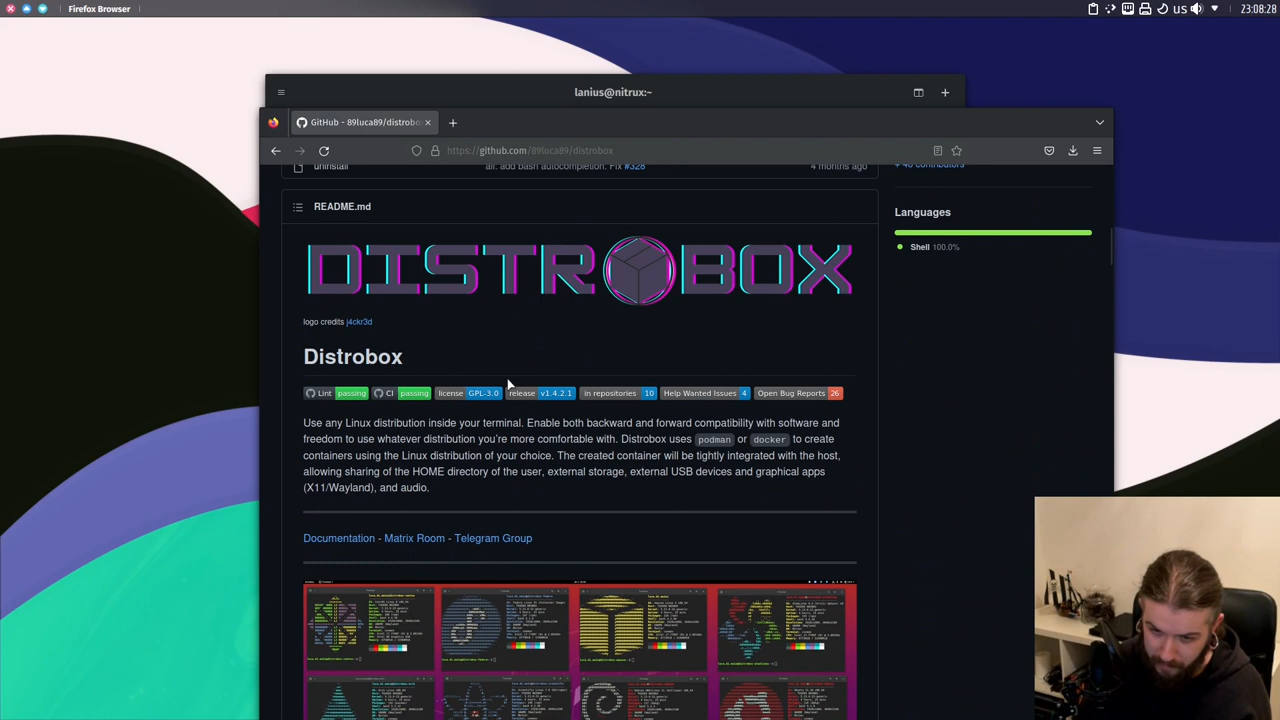 Firefox Browser
us
23:08:28
lanius@nitrux:~
GitHub - 89luca89/distrobo
https://github.com/89luca89/distrobox
uninstall
all: add bash autocompletion. Fix #328
4 months ago
README.md
Languages
Shell 100.0%
DISTROBOX
logo credits j4ckr3d
Distrobox
Lint passing CI passing license GPL-3.0 release v1.4.2.1 in repositories 10 Help Wanted Issues 4 Open Bug Reports 26
Use any Linux distribution inside your terminal. Enable both backward and forward compatibility with software and
freedom to use whatever distribution you're more comfortable with. Distrobox uses podman or docker to create
containers using the Linux distribution of your choice. The created container will be tightly integrated with the host,
allowing sharing of the HOME directory of the user, external storage, external USB devices and graphical apps
(X11/Wayland), and audio.
Documentation - Matrix Room - Telegram Group